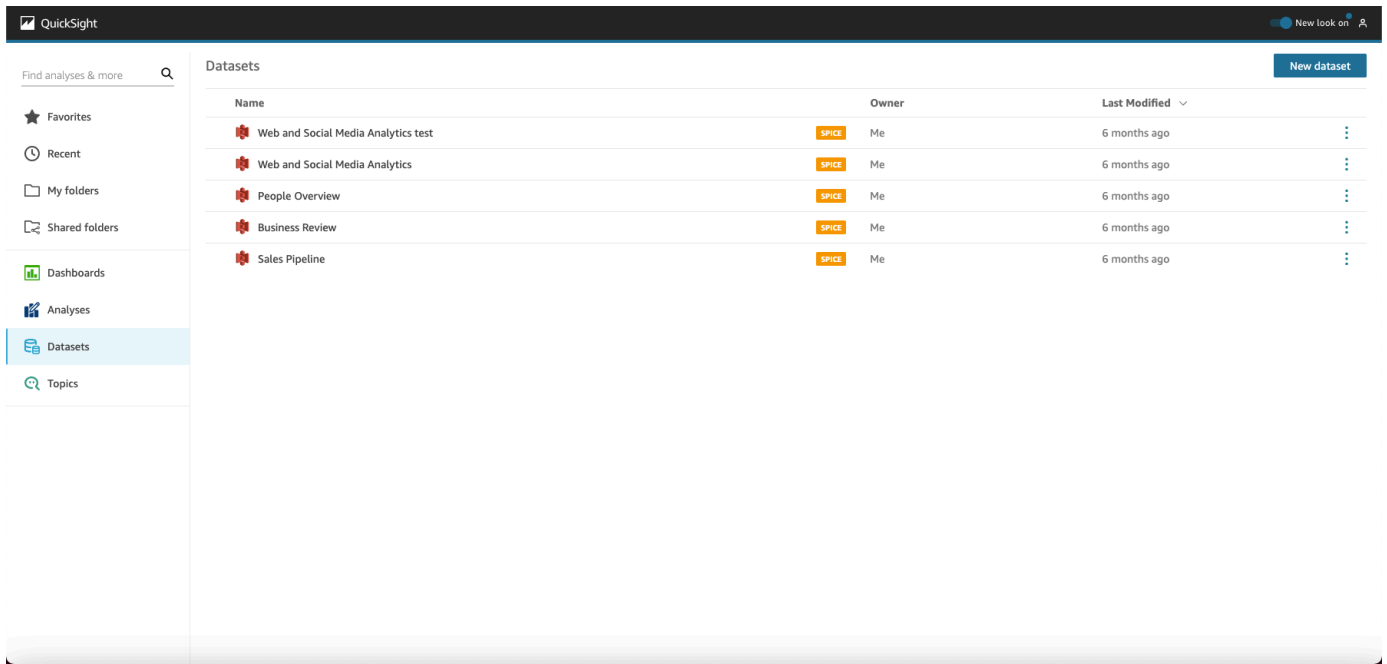 QuickSight
New look on
Find analyses & more
Favorites
Recent
My folders
Shared folders
Dashboards
Analyses
Datasets
Topics
Datasets
New dataset
Name Owner Last Modified
Web and Social Media Analytics test SPICE Me 6 months ago
Web and Social Media Analytics SPICE Me 6 months ago
People Overview SPICE Me 6 months ago
Business Review SPICE Me 6 months ago
Sales Pipeline SPICE Me 6 months ago